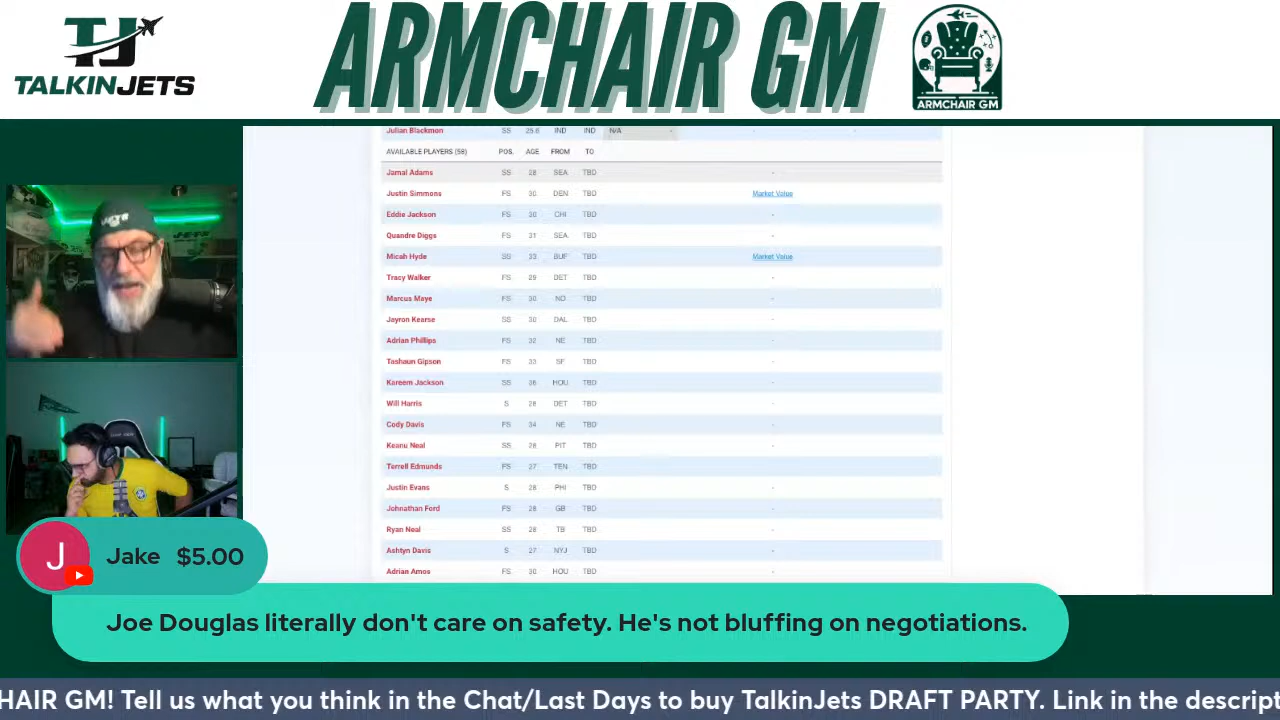 TJ
TALKINJETS
ARMCHAIR GM
ARMCHAIR GM
Julian Blackmon SS 25.6 IND IND N/A - - - -
AVAILABLE PLAYERS (58) POS. AGE FROM TO
Jamal Adams SS 28 SEA TBD -
Justin Simmons FS 30 DEN TBD Market Value
Eddie Jackson FS 30 CHI TBD -
Quandre Diggs FS 31 SEA TBD -
Micah Hyde SS 33 BUF TBD Market Value
Tracy Walker FS 29 DET TBD -
Marcus Maye FS 30 NO TBD -
Jayron Kearse SS 30 DAL TBD -
Adrian Phillips FS 32 NE TBD -
Tashaun Gipson FS 33 SF TBD -
Kareem Jackson SS 36 HOU TBD -
Will Harris S 28 DET TBD -
Cody Davis FS 34 NE TBD -
Keanu Neal SS 28 PIT TBD -
Terrell Edmunds FS 27 TEN TBD -
Justin Evans S 28 PHI TBD -
Johnathan Ford FS 28 GB TBD -
Ryan Neal SS 28 TB TBD -
Ashtyn Davis S 27 NYJ TBD -
Adrian Amos FS 30 HOU TBD -
J Jake $5.00
Joe Douglas literally don't care on safety. He's not bluffing on negotiations.
HAIR GM! Tell us what you think in the Chat/Last Days to buy TalkinJets DRAFT PARTY. Link in the descript